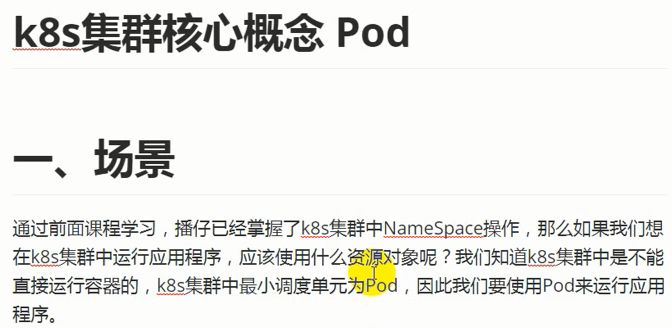 k8s集群核心概念 Pod
一、场景
通过前面课程学习，播仔已经掌握了k8s集群中NameSpace操作，那么如果我们想
在k8s集群中运行应用程序，应该使用什么资源对象呢？我们知道k8s集群中是不能
直接运行容器的，k8s集群中最小调度单元为Pod，因此我们要使用Pod来运行应用
程序。